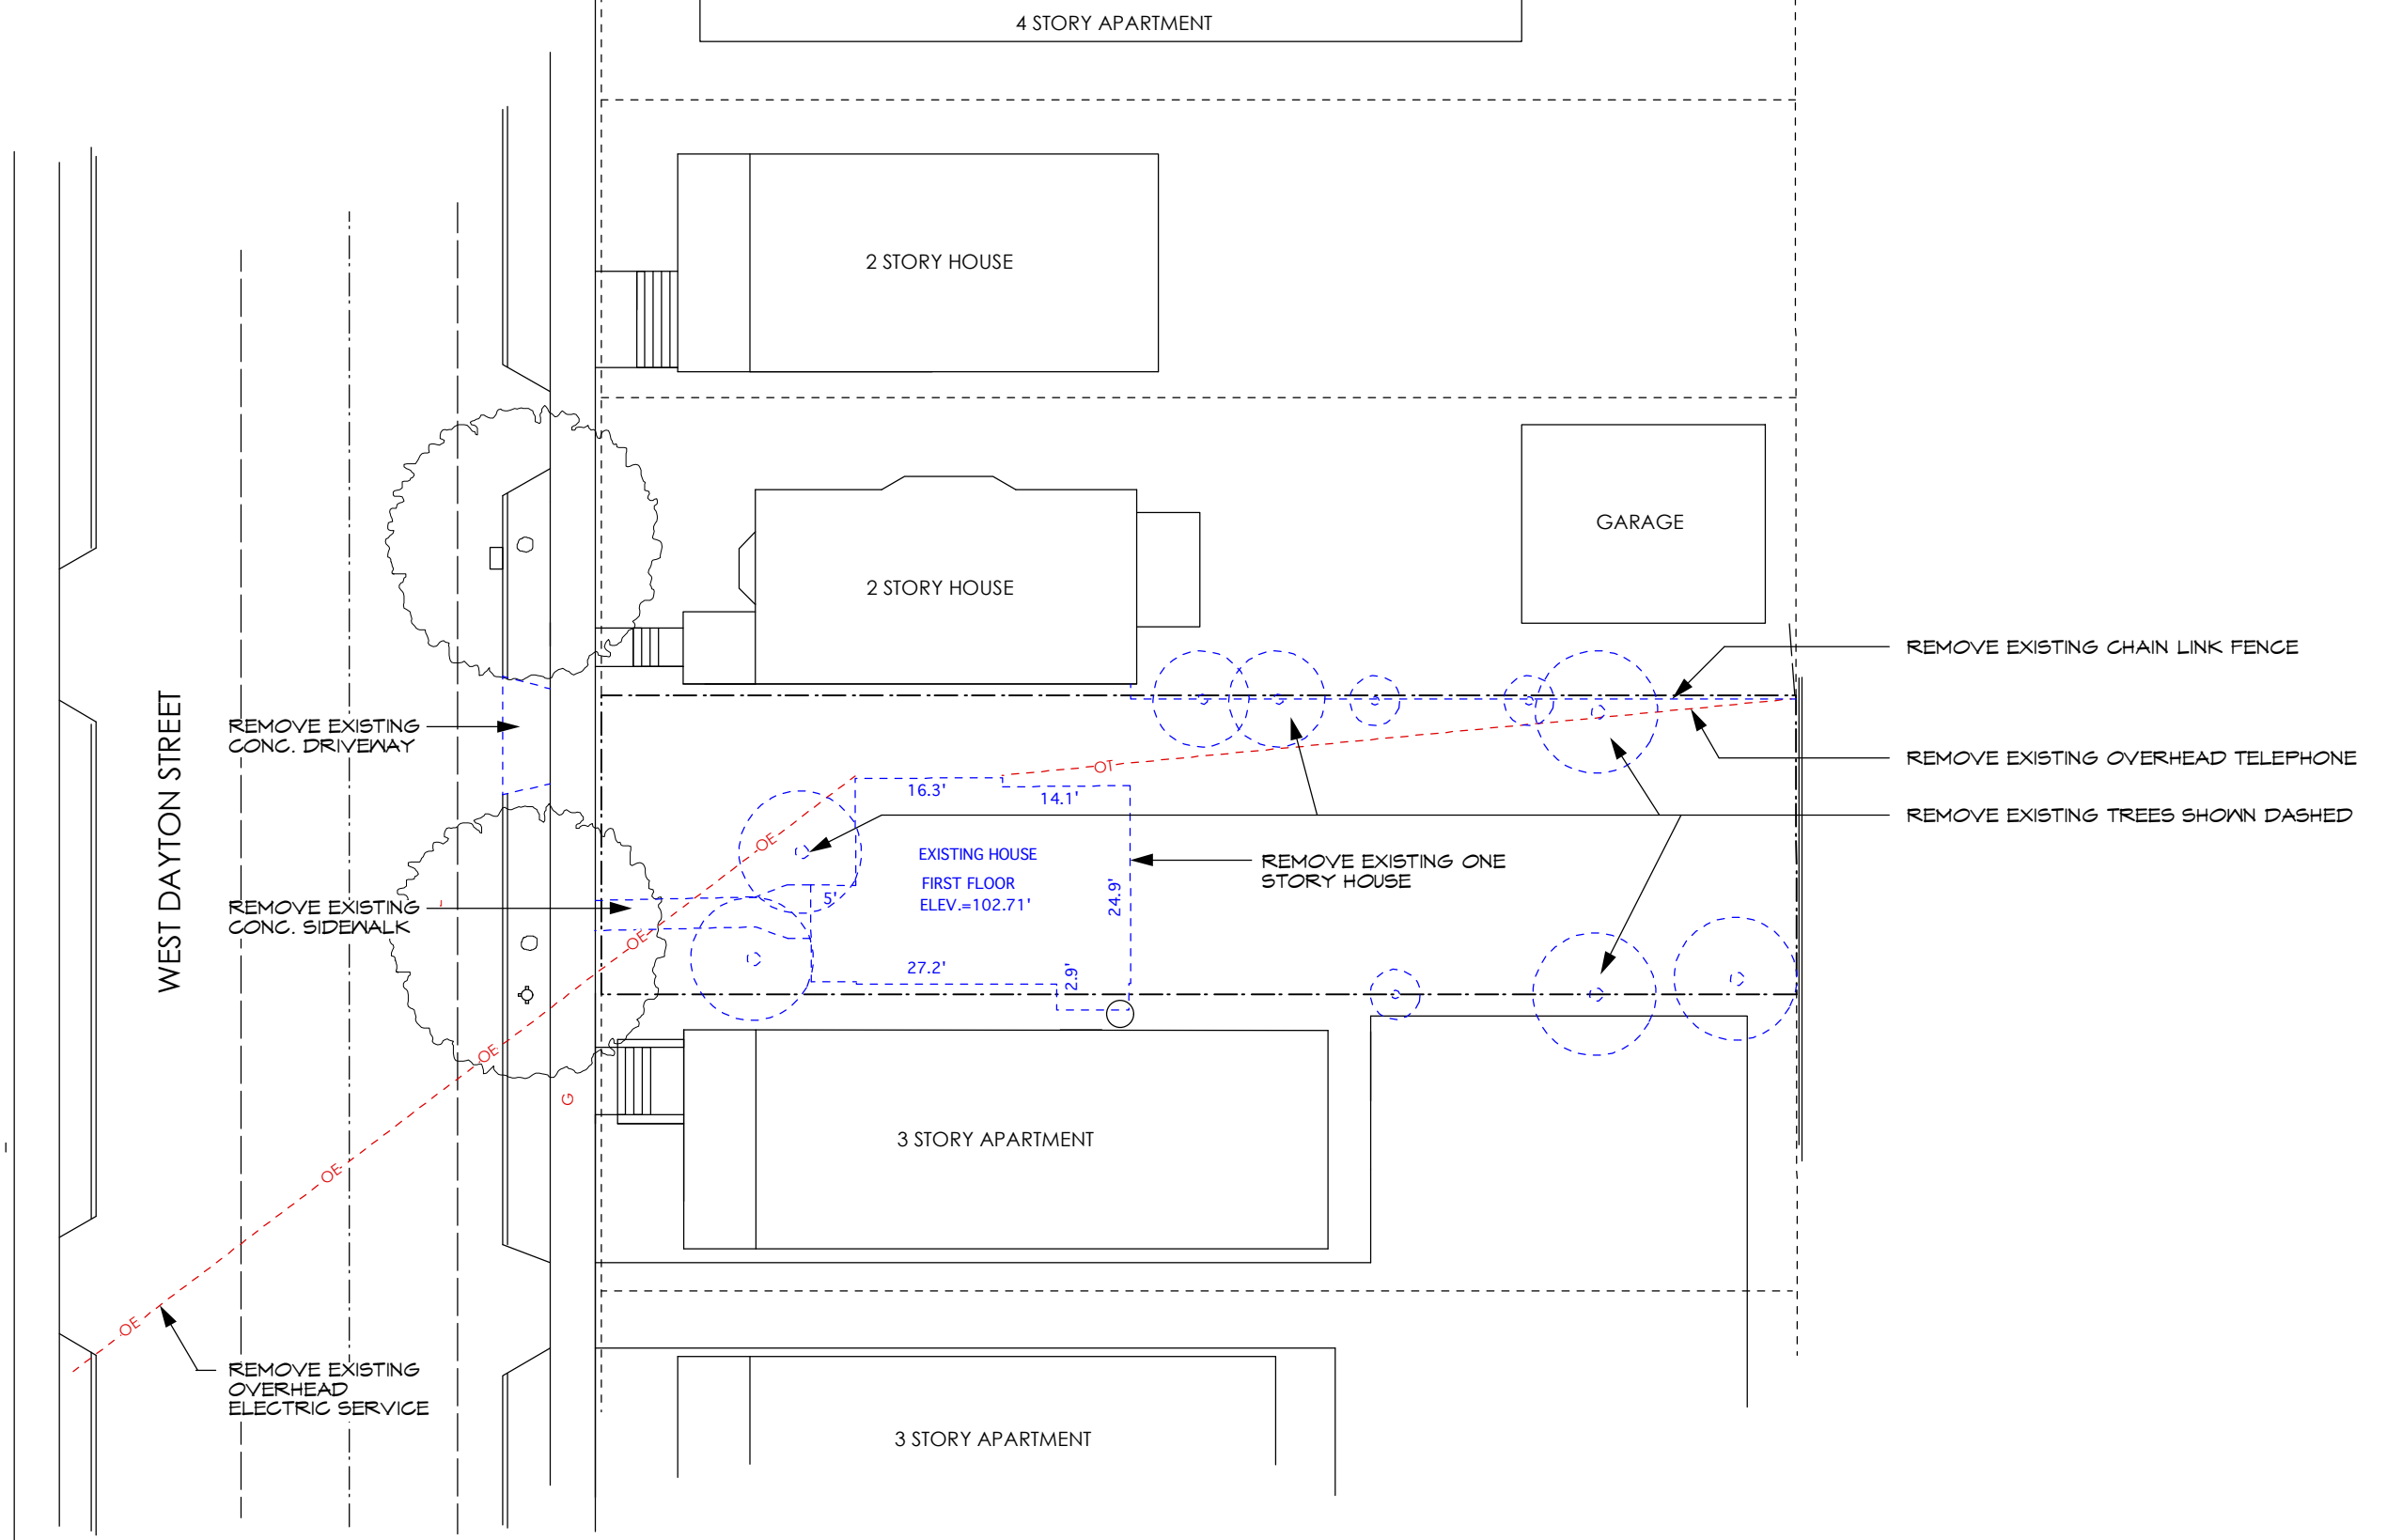 4 STORY APARTMENT
2 STORY HOUSE
GARAGE
2 STORY HOUSE
REMOVE EXISTING CHAIN LINK FENCE
WEST DAYTON STREET
REMOVE EXISTING
CONC. DRIVEWAY
REMOVE EXISTING OVERHEAD TELEPHONE
OT
16.3'
14.1'
REMOVE EXISTING TREES SHOWN DASHED
OE
EXISTING HOUSE
FIRST FLOOR
ELEV.=102.71'
REMOVE EXISTING ONE
STORY HOUSE
5'
24.9'
REMOVE EXISTING
CONC. SIDEWALK
OE
27.2'
2.9'
OE
G
3 STORY APARTMENT
OE
OE
REMOVE EXISTING
OVERHEAD
ELECTRIC SERVICE
3 STORY APARTMENT